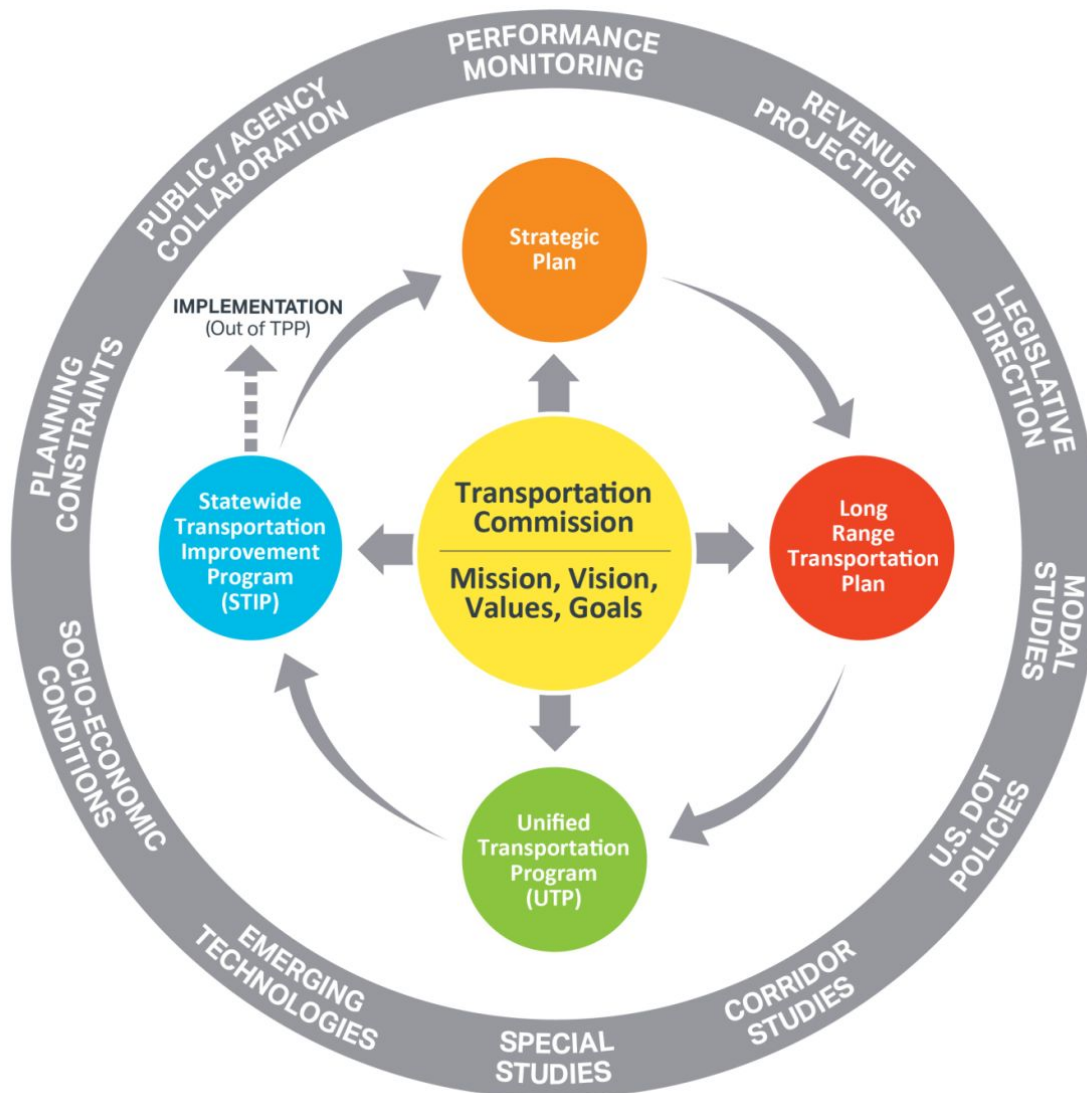 PERFORMANCE
MONITORING
REVENUE
PROJECTIONS
LEGISLATIVE
DIRECTION
MODAL
STUDIES
U.S. DOT
POLICIES
CORRIDOR
STUDIES
SPECIAL
STUDIES
EMERGING
TECHNOLOGIES
SOCIO-ECONOMIC
CONDITIONS
PLANNING
CONSTRAINTS
PUBLIC / AGENCY
COLLABORATION
Strategic
Plan
IMPLEMENTATION
(Out of TPP)
Statewide
Transportation
Improvement
Program
(STIP)
Transportation
Commission
Mission, Vision,
Values, Goals
Long
Range
Transportation
Plan
Unified
Transportation
Program
(UTP)